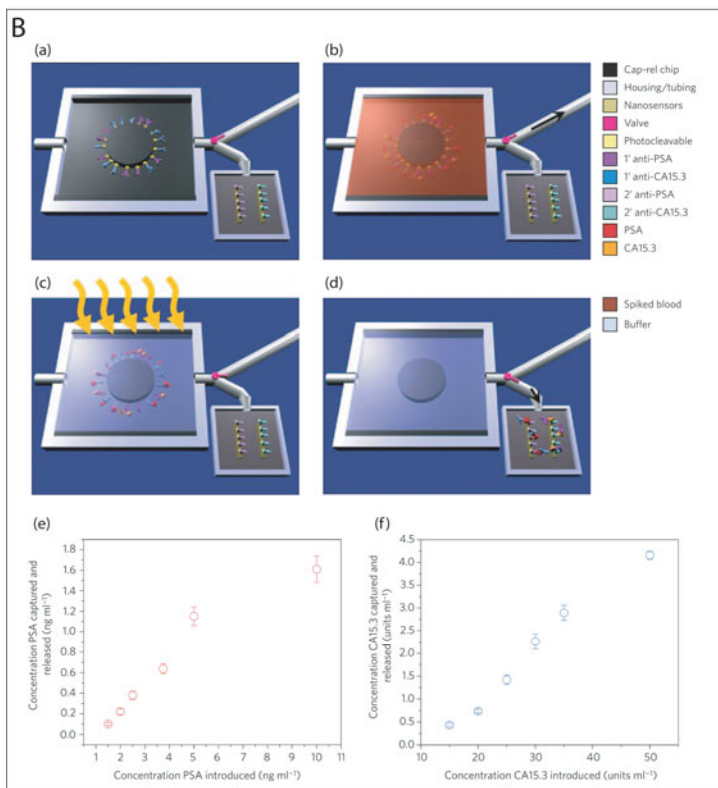 B
(a)
(b)
Cap-rel chip
Housing/tubing
Nanosensors
Valve
Photocleavable
1' anti-PSA
1' anti-CA15.3
2' anti-PSA
2' anti-CA15.3
PSA
CA15.3
(c)
(d)
Spiked blood
Buffer
(e)
1.8
1.6
1.4
1.2
1.0
0.8
0.6
0.4
0.2
0.0
Concentration PSA captured and
released (ng ml⁻¹)
1 2 3 4 5 6 7 8 9 10 11
Concentration PSA introduced (ng ml⁻¹)
(f)
4.5
4.0
3.5
3.0
2.5
2.0
1.5
1.0
0.5
0.0
Concentration CA15.3 captured and
released (units ml⁻¹)
10 20 30 40 50
Concentration CA15.3 introduced (units ml⁻¹)